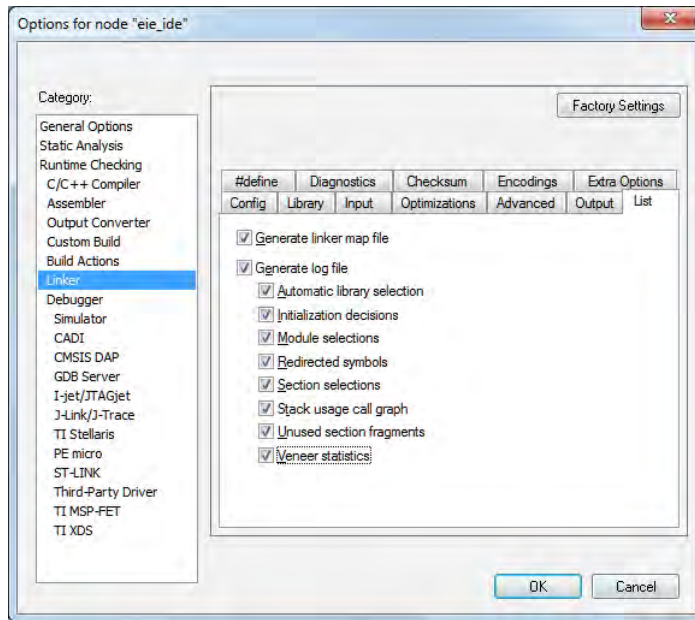 Options for node "eie_ide"
Category:
General Options
Static Analysis
Runtime Checking
C/C++ Compiler
Assembler
Output Converter
Custom Build
Build Actions
Linker
Debugger
Simulator
CADI
CMSIS DAP
GDB Server
I-jet/JTAGjet
J-Link/J-Trace
TI Stellaris
PE micro
ST-LINK
Third-Party Driver
TI MSP-FET
TI XDS
Factory Settings
#define Diagnostics Checksum Encodings Extra Options
Config Library Input Optimizations Advanced Output List
Generate linker map file
Generate log file
Automatic library selection
Initialization decisions
Module selections
Redirected symbols
Section selections
Stack usage call graph
Unused section fragments
Veneer statistics
OK Cancel